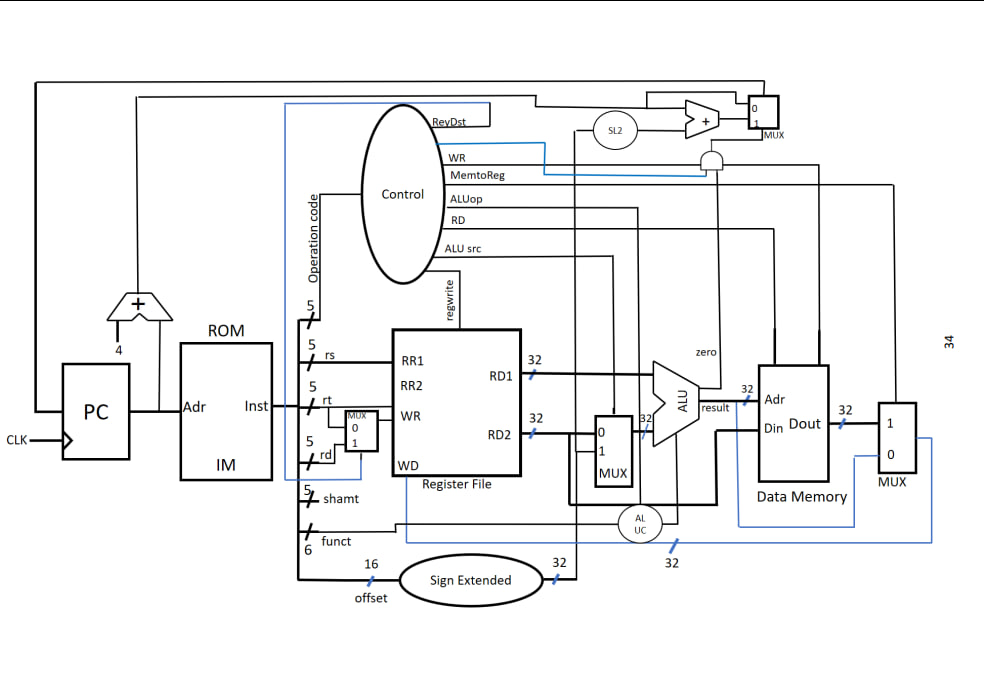 0
1
MUX
SL2
+
RevDst
WR
MemtoReg
Control
ALUop
RD
ALU src
Operation code
regwrite
+
4
ROM
PC
CLK
Adr
Inst
IM
5
5
rs
5
rt
5
rd
5
shamt
6
funct
MUX
0
1
RR1
RR2
WR
WD
RD1
RD2
Register File
32
32
0
1
MUX
32
ALU
zero
result
32
Adr
Din
Dout
Data Memory
32
1
0
MUX
AL
UC
32
16
offset
Sign Extended
32
34